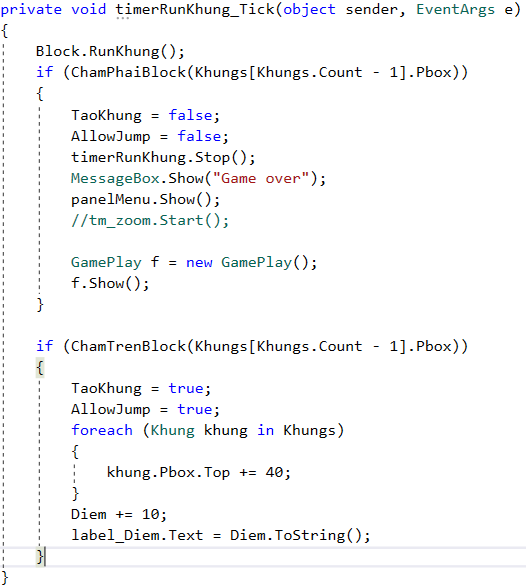 private void timerRunKhung_Tick(object sender, EventArgs e)
{
    Block.RunKhung();
    if (ChamPhaiBlock(Khungs[Khungs.Count - 1].Pbox))
    {
        TaoKhung = false;
        AllowJump = false;
        timerRunKhung.Stop();
        MessageBox.Show("Game over");
        panelMenu.Show();
        //tm_zoom.Start();

        GamePlay f = new GamePlay();
        f.Show();
    }

    if (ChamTrenBlock(Khungs[Khungs.Count - 1].Pbox))
    {
        TaoKhung = true;
        AllowJump = true;
        foreach (Khung khung in Khungs)
        {
            khung.Pbox.Top += 40;
        }
        Diem += 10;
        label_Diem.Text = Diem.ToString();
    }
}